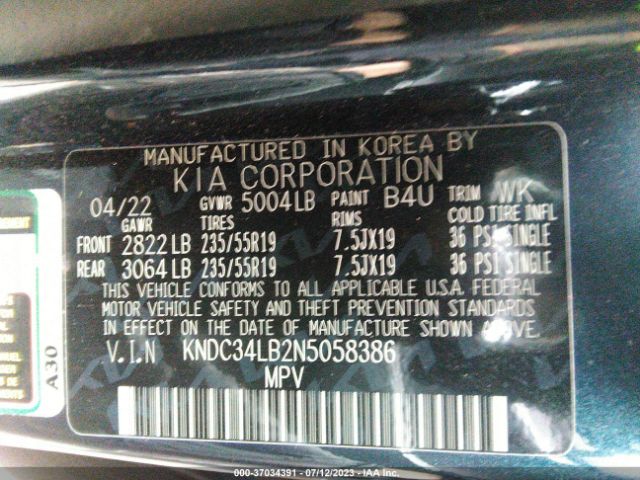 MANUFACTURED IN KOREA BY
KIA CORPORATION
04/22 GVWR 5004LB PAINT B4U TRIM WK
GAWR TIRES RIMS COLD TIRE INFL
FRONT 2822 LB 235/55R19 7.5JX19 36 PSI SINGLE
REAR 3064 LB 235/55R19 7.5JX19 36 PSI SINGLE
THIS VEHICLE CONFORMS TO ALL APPLICABLE U.S.A FEDERAL
MOTOR VEHICLE SAFETY AND THEFT PREVENTION STANDARDS
IN EFFECT ON THE DATE OF MANUFACTURE SHOWN ABOVE.
V.I.N KNDC34LB2N5058386
MPV
A30
000-37034391 - 07/12/2023 - IAA Inc.